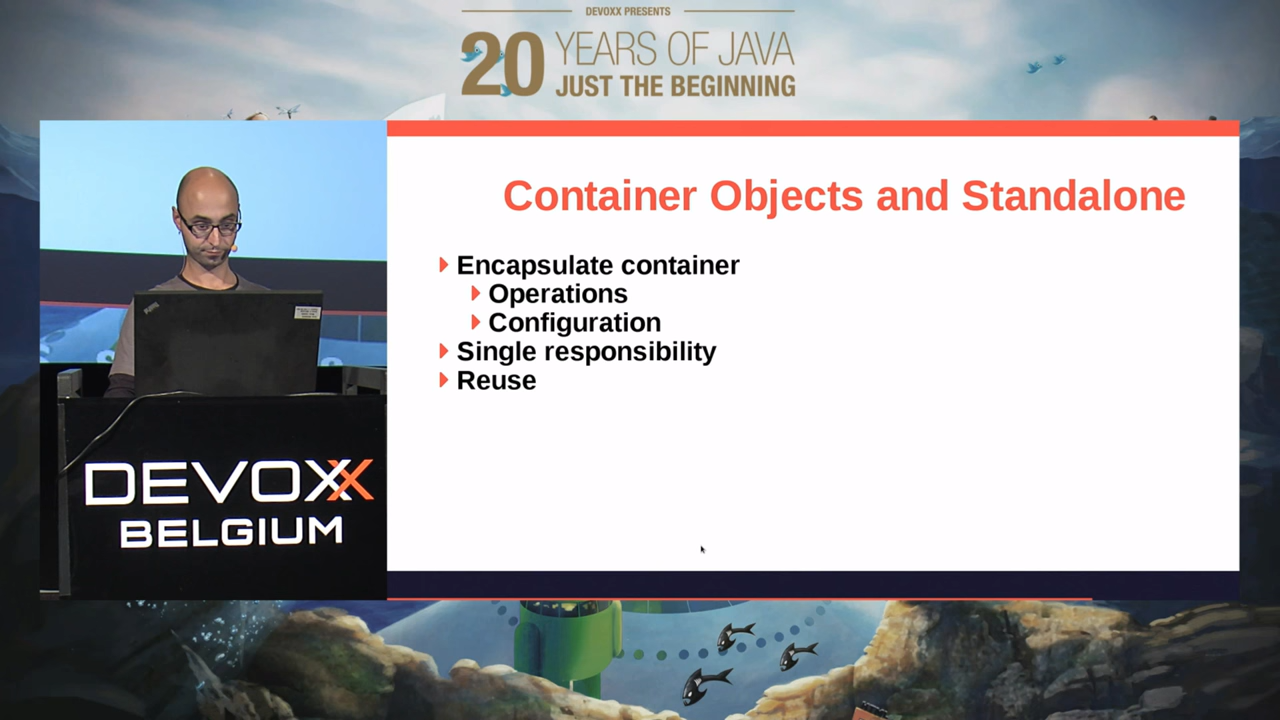 DEVOXX PRESENTS
20 YEARS OF JAVA
JUST THE BEGINNING
Container Objects and Standalone
Encapsulate container
Operations
Configuration
Single responsibility
Reuse
DEVOXX
BELGIUM